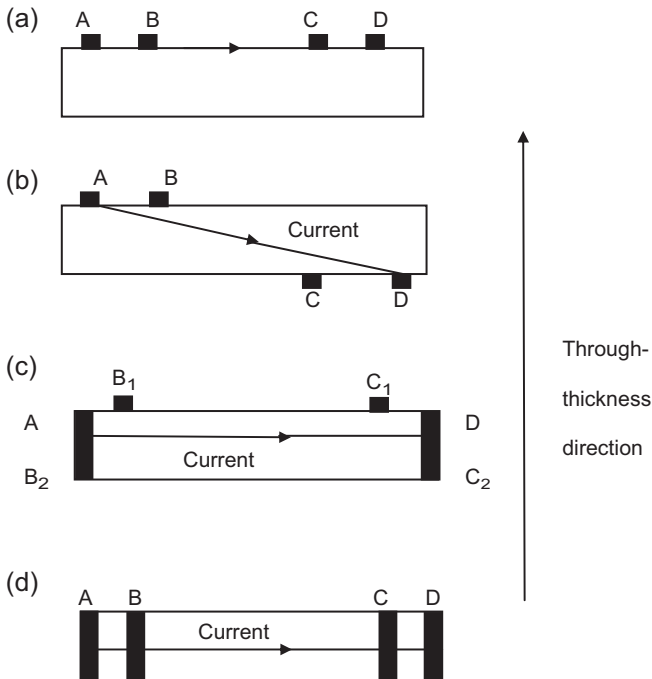 (a)
A B C D
(b)
A B
Current
C D
(c)
B₁ C₁
A D
Current
B₂ C₂
Through-
thickness
direction
(d)
A B C D
Current